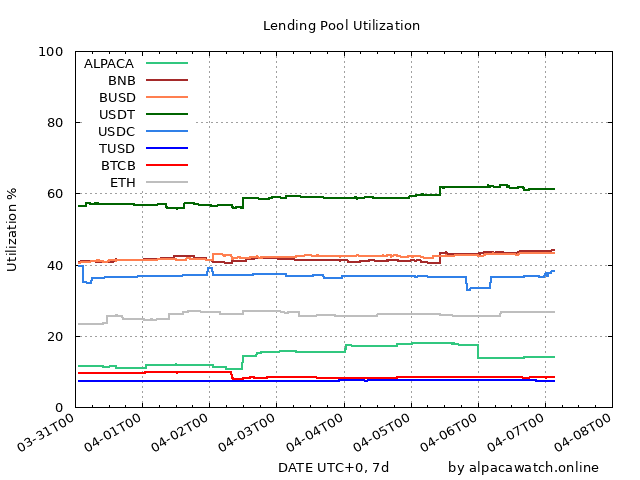 Lending Pool Utilization
100
80
60
40
20
0
Utilization %
ALPACA
BNB
BUSD
USDT
USDC
TUSD
BTCB
ETH
03-31T00
04-01T00
04-02T00
04-03T00
04-04T00
04-05T00
04-06T00
04-07T00
04-08T00
DATE UTC+0, 7d
by alpacawatch.online